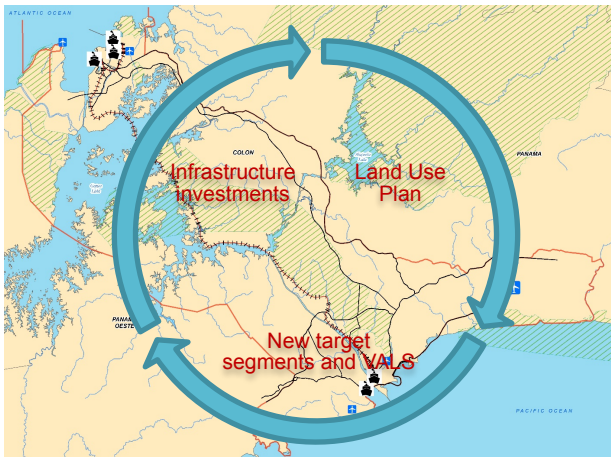 ATLANTIC OCEAN
COLON
PANAMA
Infrastructure
investments
Land Use
Plan
PANAMA
OESTE
New target
segments and VALS
PACIFIC OCEAN